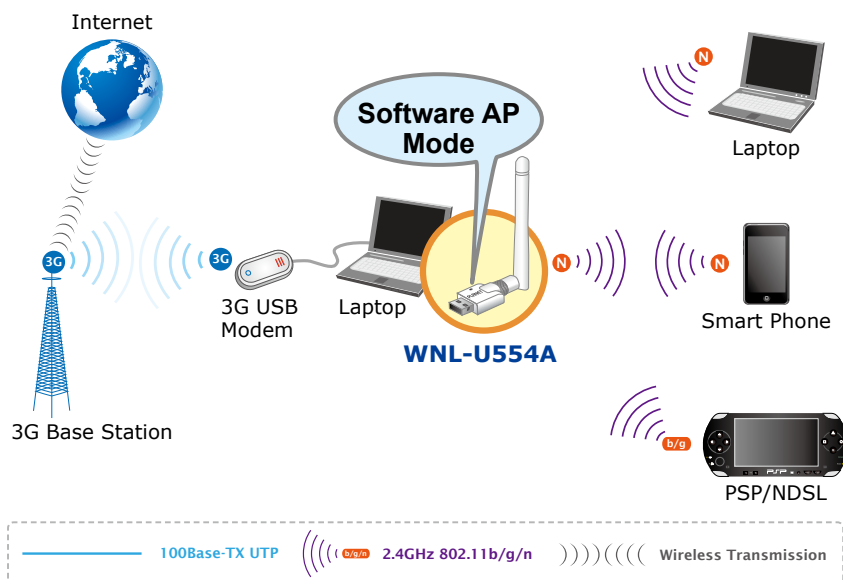 Internet
Software AP
Mode
N
Laptop
3G
3G
N
N
3G USB
Modem
Laptop
Smart Phone
WNL-U554A
3G Base Station
b/g
PSP
PSP/NDSL
100Base-TX UTP
b/g/n
2.4GHz 802.11b/g/n
Wireless Transmission